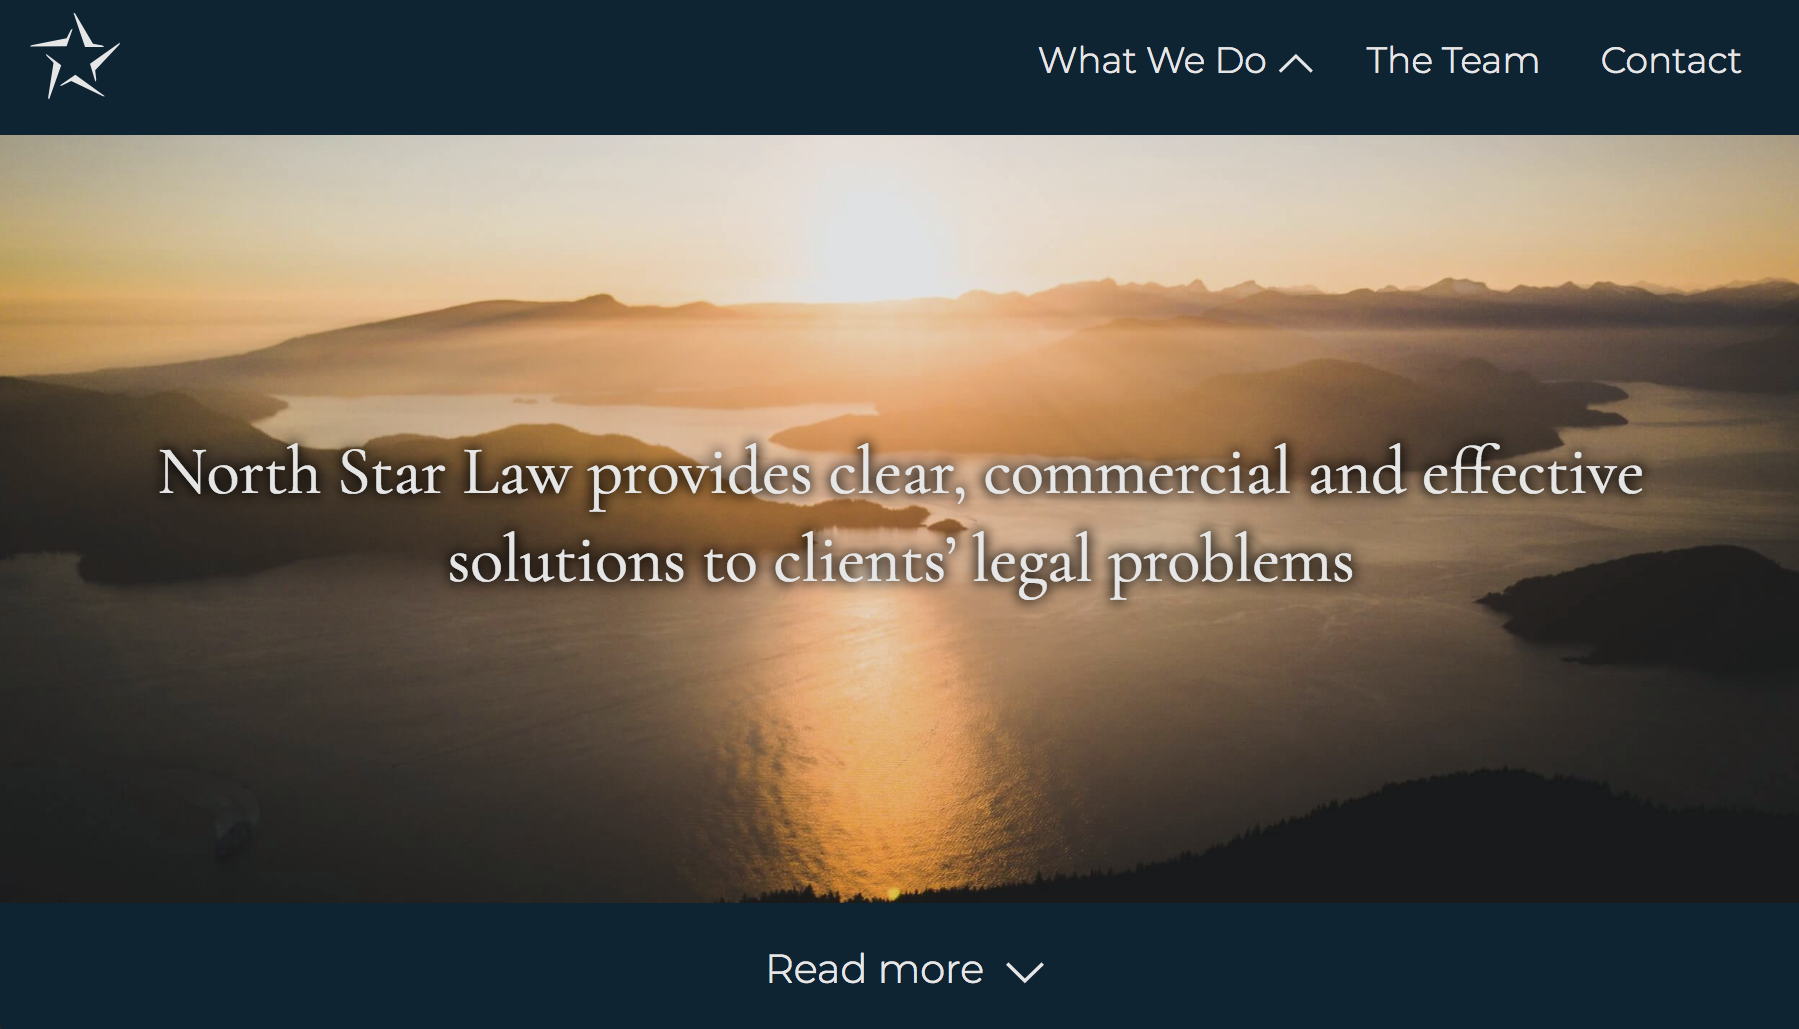 What We Do
The Team
Contact
North Star Law provides clear, commercial and effective
solutions to clients’ legal problems
Read more